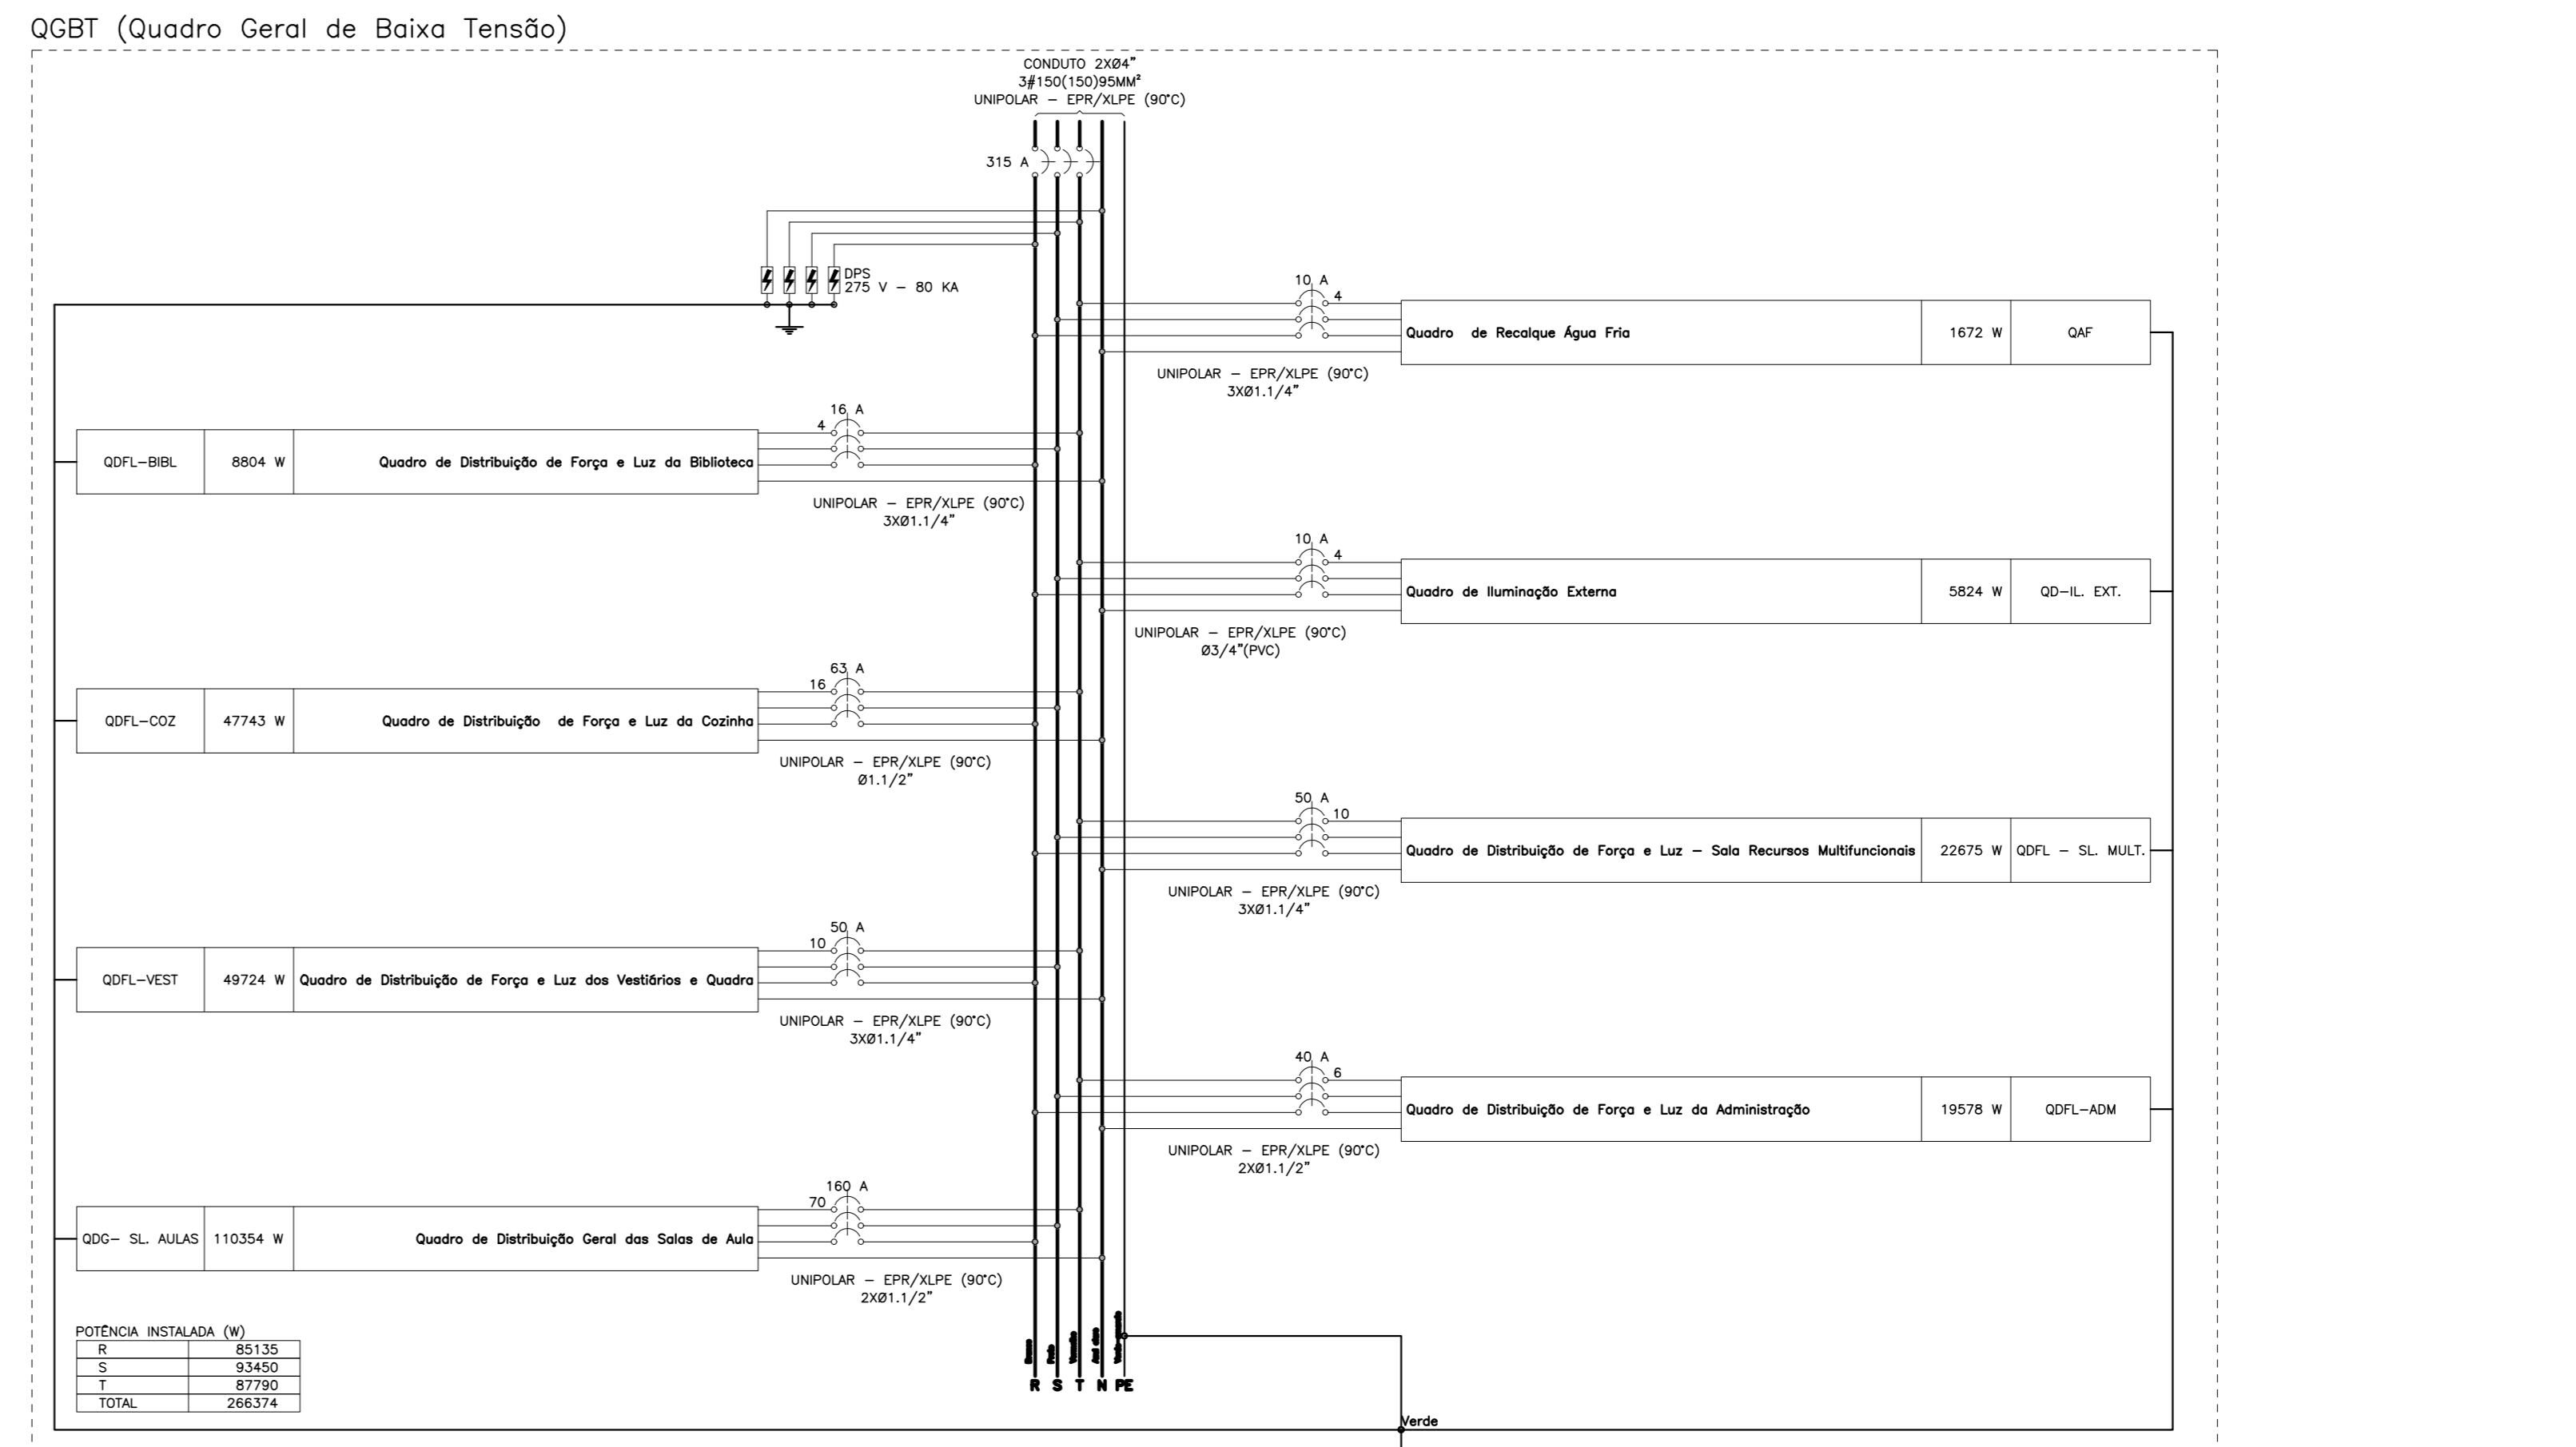 QGBT (Quadro Geral de Baixa Tensão)
CONDUTO 2XØ4"
3#150(150)95MM²
UNIPOLAR – EPR/XLPE (90°C)
315 A
DPS
275 V – 80 KA
10 A
4
Quadro de Recalque Água Fria 1672 W QAF
UNIPOLAR – EPR/XLPE (90°C)
3XØ1.1/4"
16 A
4
QDFL-BIBL 8804 W Quadro de Distribuição de Força e Luz da Biblioteca
UNIPOLAR – EPR/XLPE (90°C)
3XØ1.1/4"
10 A
4
Quadro de Iluminação Externa 5824 W QD-IL. EXT.
UNIPOLAR – EPR/XLPE (90°C)
Ø3/4"(PVC)
63 A
16
QDFL-COZ 47743 W Quadro de Distribuição de Força e Luz da Cozinha
UNIPOLAR – EPR/XLPE (90°C)
Ø1.1/2"
50 A
10
Quadro de Distribuição de Força e Luz – Sala Recursos Multifuncionais 22675 W QDFL – SL. MULT.
UNIPOLAR – EPR/XLPE (90°C)
3XØ1.1/4"
50 A
10
QDFL-VEST 49724 W Quadro de Distribuição de Força e Luz dos Vestiários e Quadra
UNIPOLAR – EPR/XLPE (90°C)
3XØ1.1/4"
40 A
6
Quadro de Distribuição de Força e Luz da Administração 19578 W QDFL-ADM
UNIPOLAR – EPR/XLPE (90°C)
2XØ1.1/2"
160 A
70
QDG- SL. AULAS 110354 W Quadro de Distribuição Geral das Salas de Aula
UNIPOLAR – EPR/XLPE (90°C)
2XØ1.1/2"
POTÊNCIA INSTALADA (W)
R 85135
S 93450
T 87790
TOTAL 266374
R S T N PE
Verde